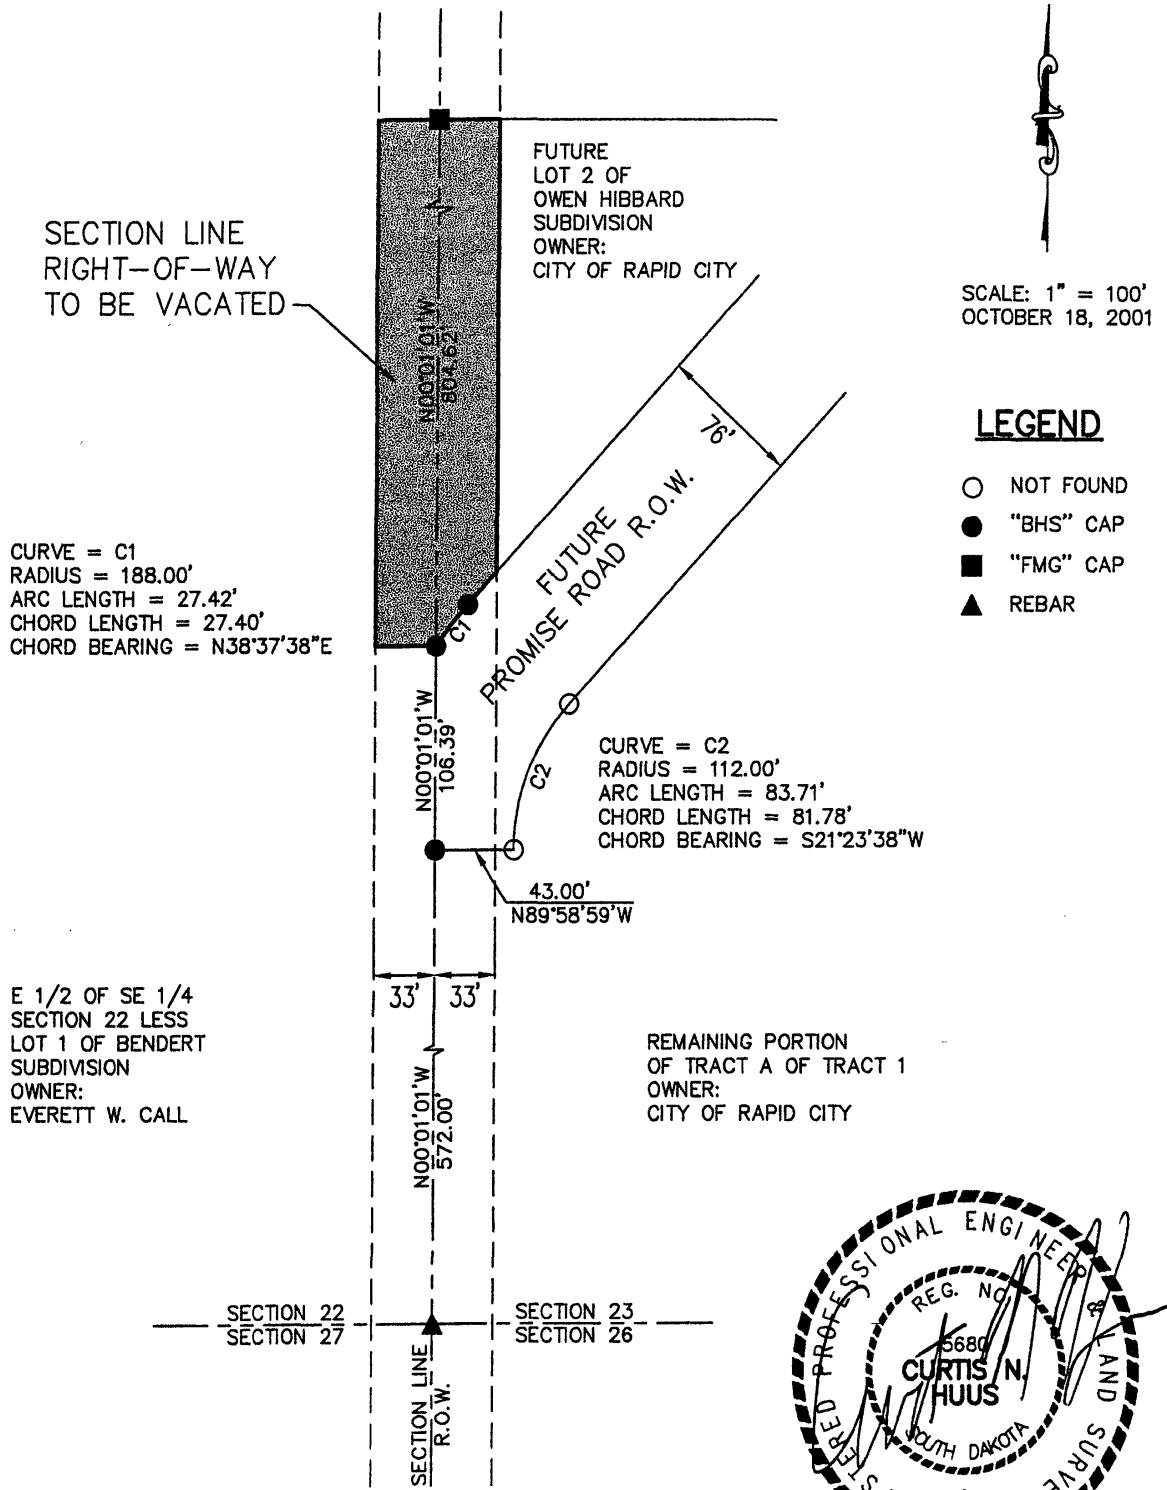 FUTURE
LOT 2 OF
OWEN HIBBARD
SUBDIVISION
OWNER:
CITY OF RAPID CITY
SECTION LINE
RIGHT-OF-WAY
TO BE VACATED
SCALE: 1" = 100'
OCTOBER 18, 2001
N00°01'01"W
804.62'
76'
LEGEND
NOT FOUND
"BHS" CAP
"FMG" CAP
REBAR
FUTURE
PROMISE ROAD R.O.W.
CURVE = C1
RADIUS = 188.00'
ARC LENGTH = 27.42'
CHORD LENGTH = 27.40'
CHORD BEARING = N38°37'38"E
C1
N00°01'01"W
106.39'
C2
CURVE = C2
RADIUS = 112.00'
ARC LENGTH = 83.71'
CHORD LENGTH = 81.78'
CHORD BEARING = S21°23'38"W
43.00'
N89°58'59"W
33' 33'
E 1/2 OF SE 1/4
SECTION 22 LESS
LOT 1 OF BENDERT
SUBDIVISION
OWNER:
EVERETT W. CALL
REMAINING PORTION
OF TRACT A OF TRACT 1
OWNER:
CITY OF RAPID CITY
N00°01'01"W
572.00'
SECTION 22
SECTION 27
SECTION 23
SECTION 26
SECTION LINE
R.O.W.
STERED PROFESSIONAL ENGINEER & LAND SURVE
REG. NO.
5680
CURTIS N.
HUUS
SOUTH DAKOTA